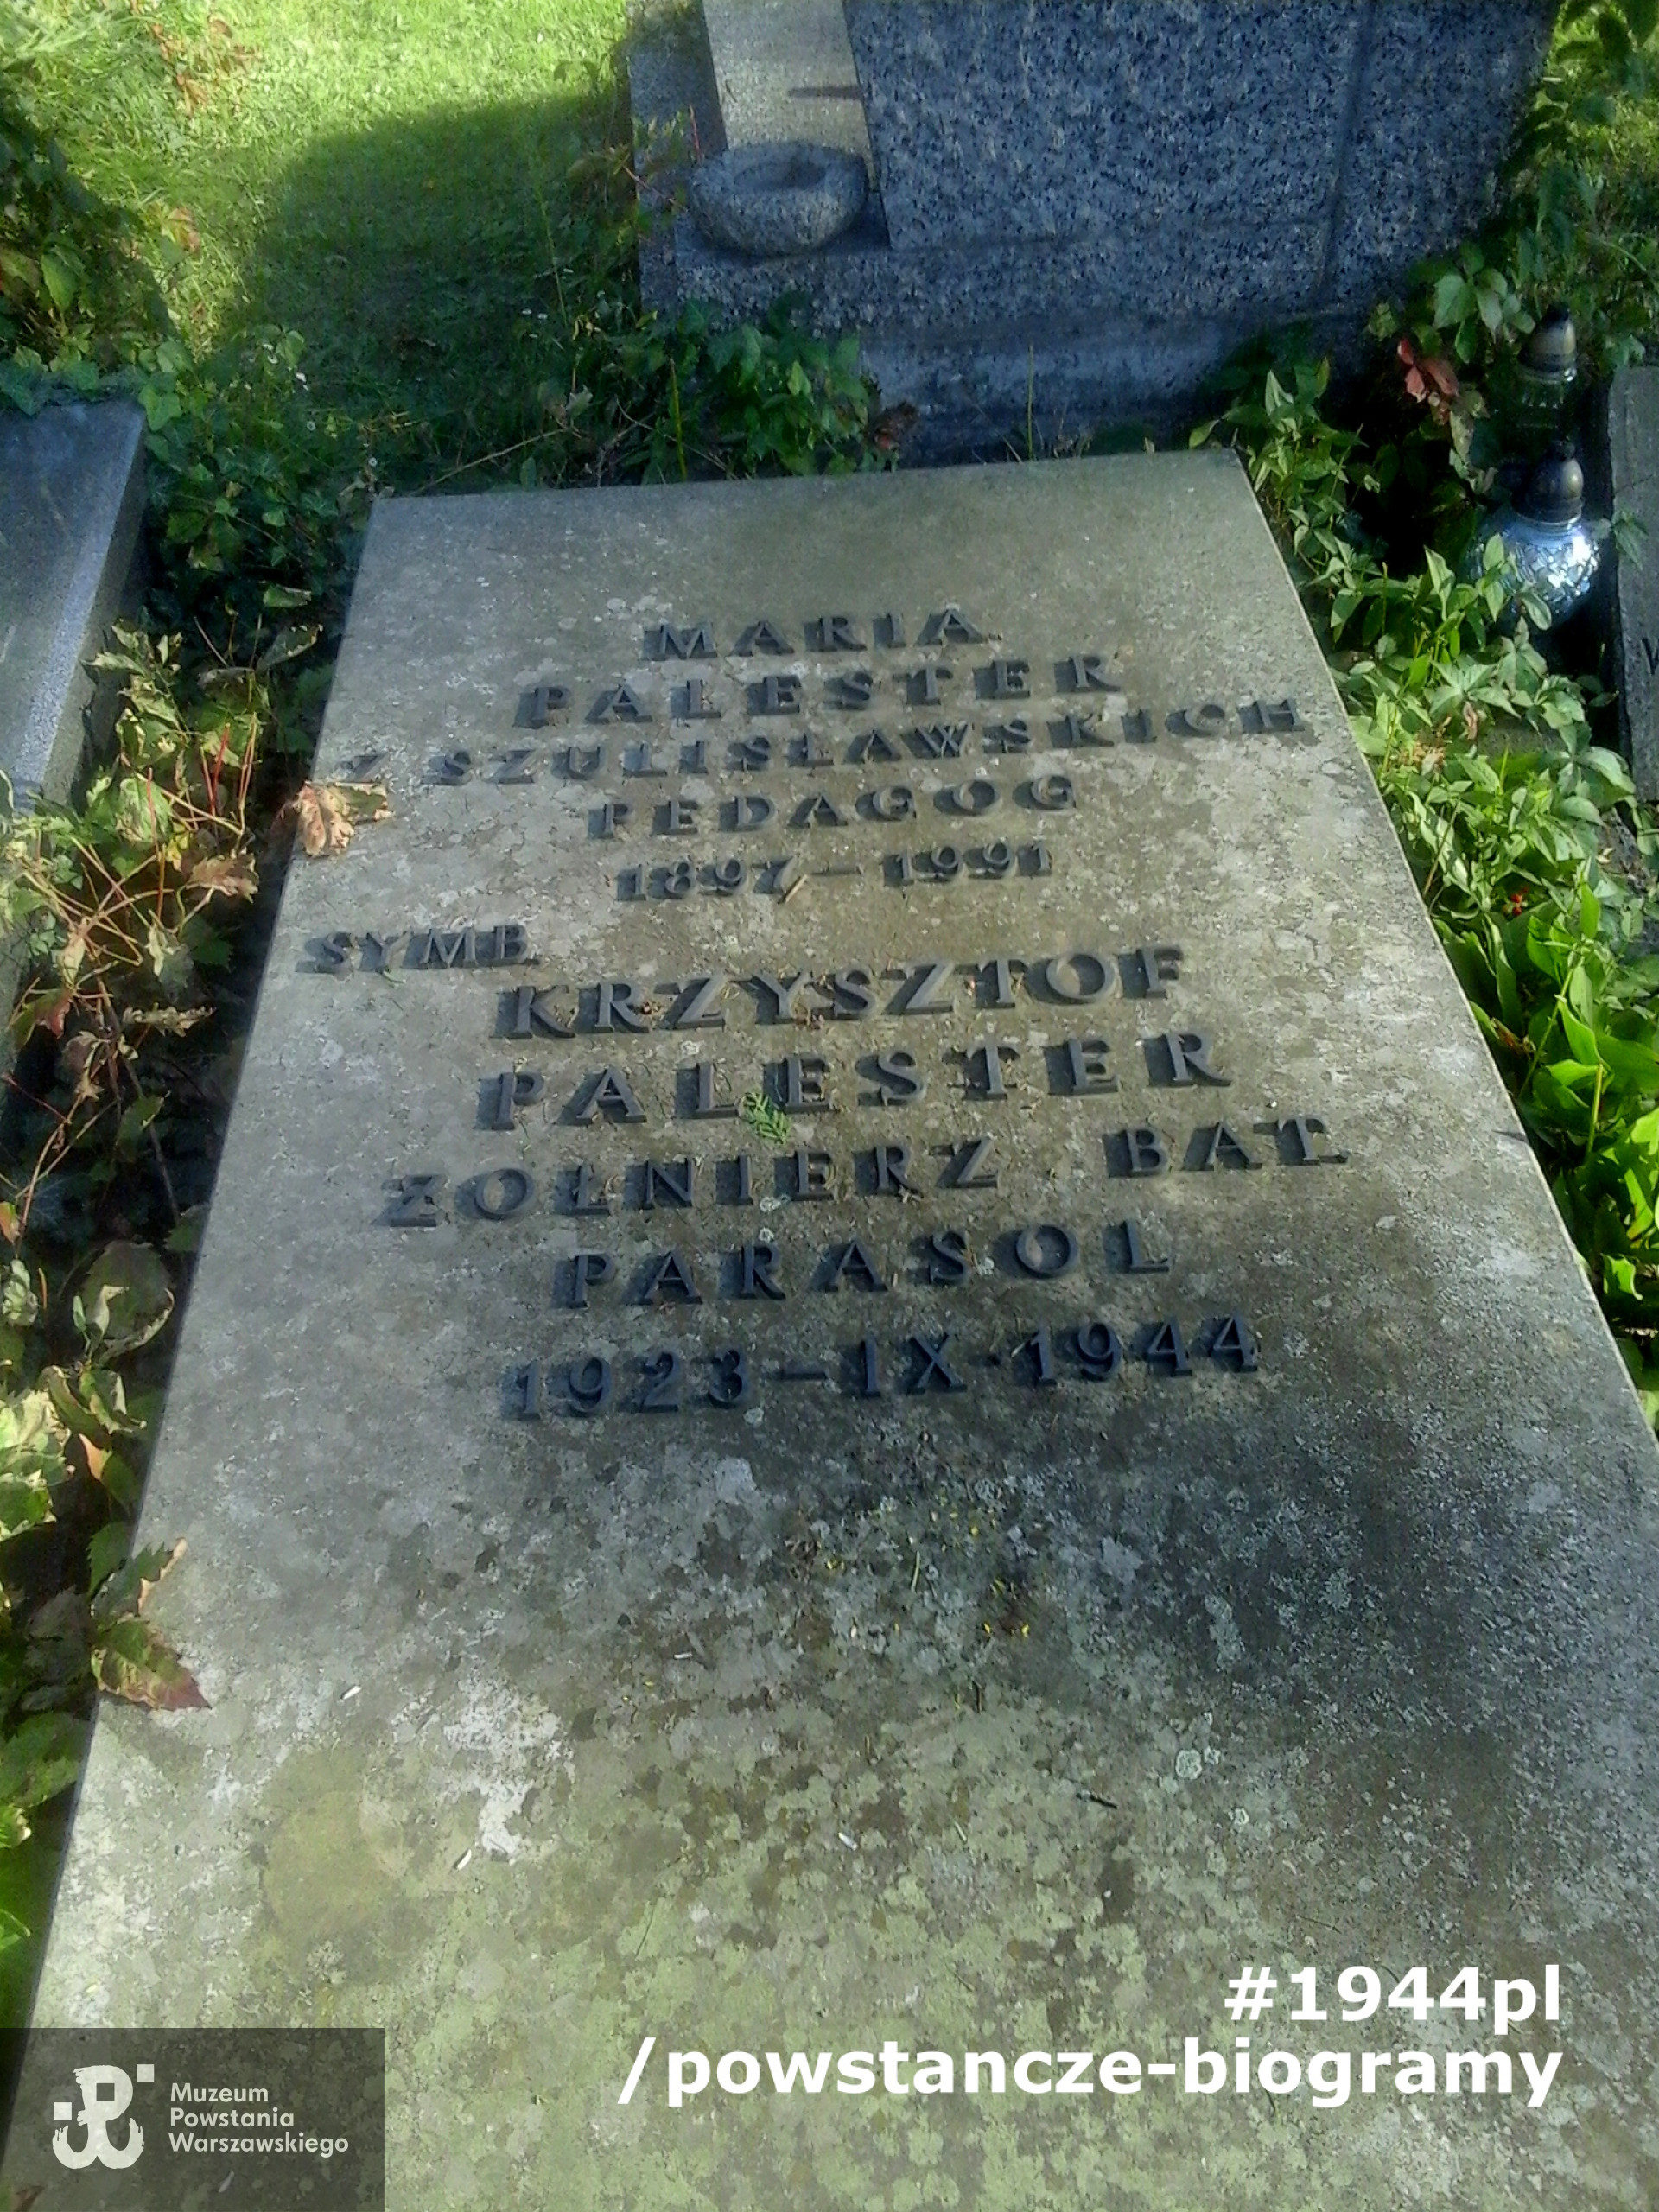 MARIA
PALESTER
Z SZULISŁAWSKICH
PEDAGOG
1897–1991
SYMB.
KRZYSZTOF
PALESTER
ŻOŁNIERZ BAT.
PARASOL
1923–IX·1944
#1944pl
/powstancze-biogramy
Muzeum
Powstania
Warszawskiego